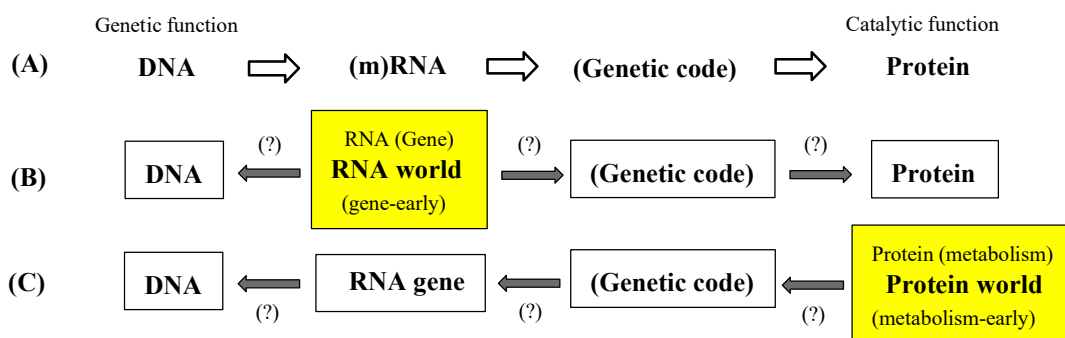 Genetic function
Catalytic function
(A) DNA (m)RNA (Genetic code) Protein
(?) RNA (Gene) (?) (?)
(B) DNA RNA world (Genetic code) Protein
(gene-early)
Protein (metabolism)
(C) DNA RNA gene (Genetic code) Protein world
(?) (?) (?) (metabolism-early)